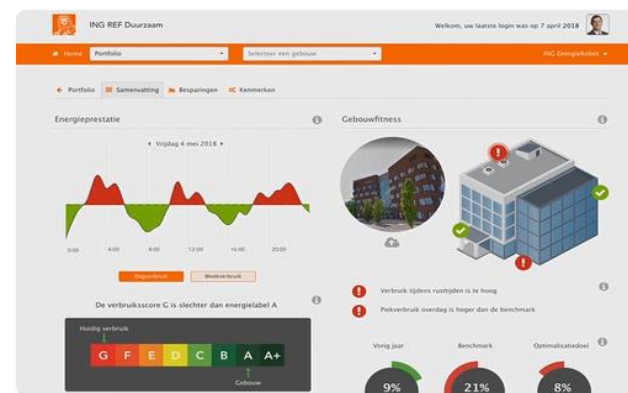 ING REF Duurzaam
Welkom, uw laatste login was op 7 april 2018
Home
Portfolio
Selecteer een gebouw
ING EnergieRobot
Portfolio
Samenvatting
Besparingen
Kenmerken
Energieprestatie
Gebouwfitness
Vrijdag 4 mei 2018
0:00 4:00 8:00 12:00 16:00 20:00
Dagverbruik
Weekverbruik
De verbruiksscore G is slechter dan energielabel A
Huidig verbruik
G F E D C B A A+
Gebouw
Verbruik tijdens rusttijden is te hoog
Piekverbruik overdag is hoger dan de benchmark
Vorig jaar
Benchmark
Optimalisatiedoel
9%
21%
8%